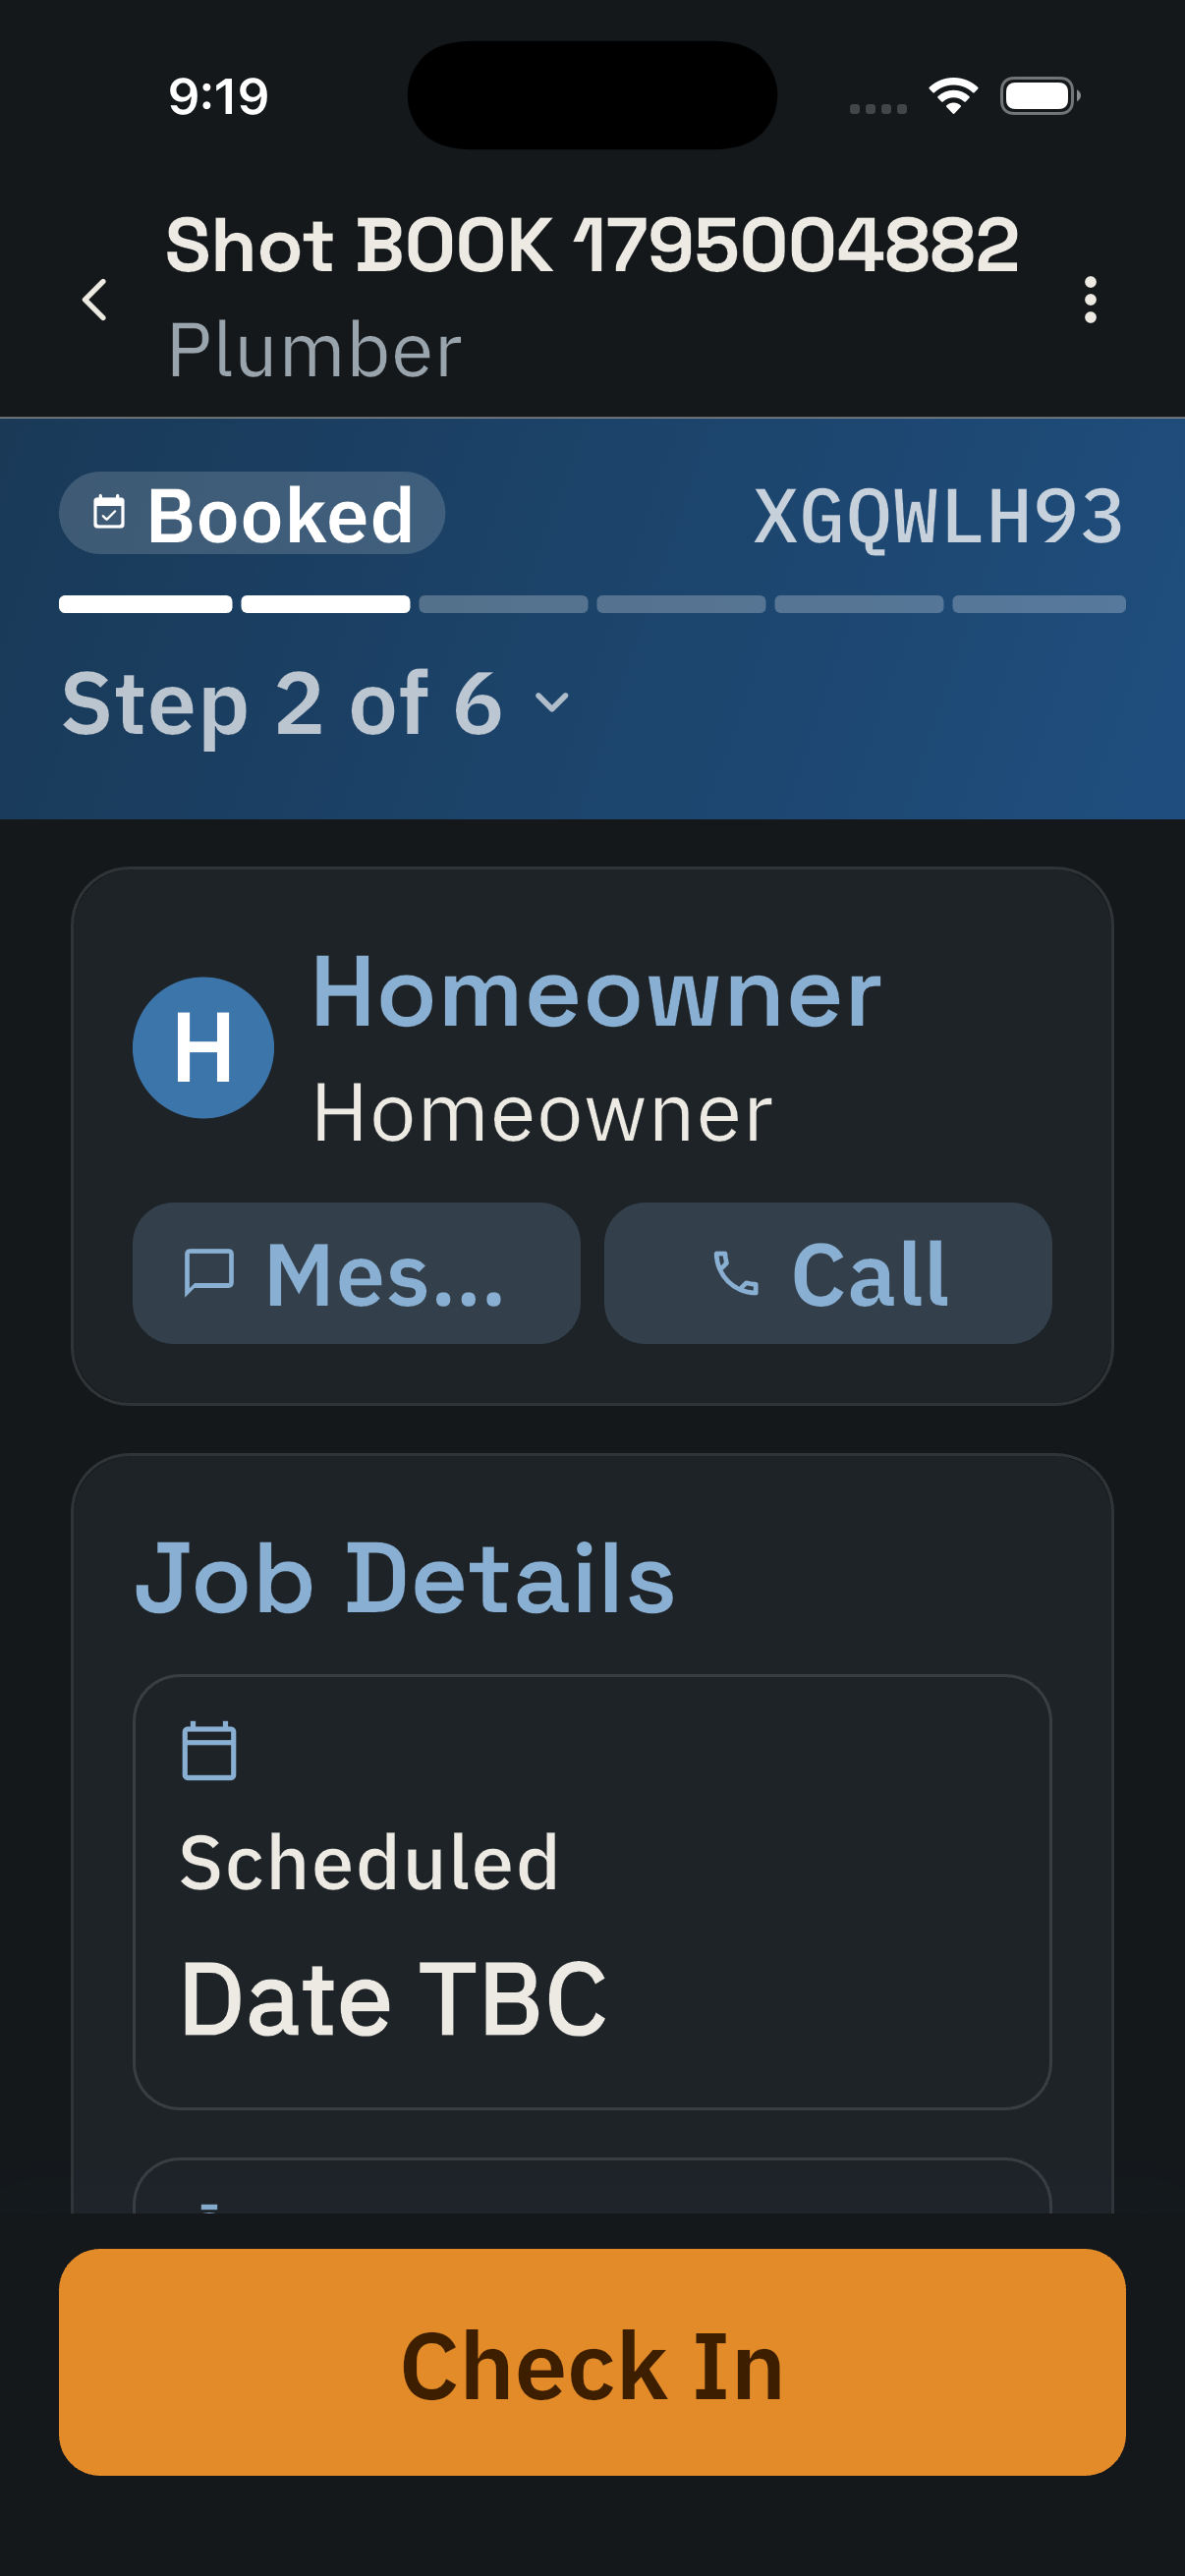 9:19
Shot BOOK 1795004882
Plumber
Booked
XGQWLH93
Step 2 of 6
H
Homeowner
Homeowner
Mes...
Call
Job Details
Scheduled
Date TBC
Check In